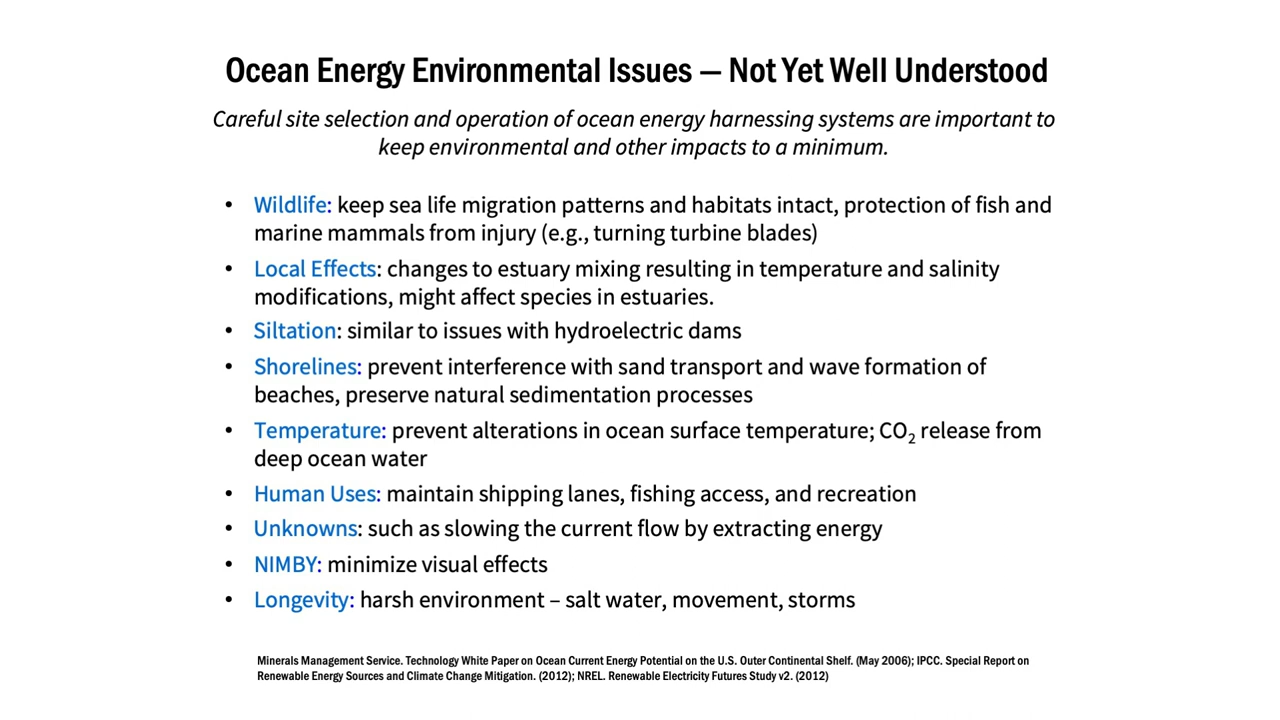 Ocean Energy Environmental Issues — Not Yet Well Understood
Careful site selection and operation of ocean energy harnessing systems are important to
keep environmental and other impacts to a minimum.
• Wildlife: keep sea life migration patterns and habitats intact, protection of fish and
marine mammals from injury (e.g., turning turbine blades)
• Local Effects: changes to estuary mixing resulting in temperature and salinity
modifications, might affect species in estuaries.
• Siltation: similar to issues with hydroelectric dams
• Shorelines: prevent interference with sand transport and wave formation of
beaches, preserve natural sedimentation processes
• Temperature: prevent alterations in ocean surface temperature; CO₂ release from
deep ocean water
• Human Uses: maintain shipping lanes, fishing access, and recreation
• Unknowns: such as slowing the current flow by extracting energy
• NIMBY: minimize visual effects
• Longevity: harsh environment – salt water, movement, storms
Minerals Management Service. Technology White Paper on Ocean Current Energy Potential on the U.S. Outer Continental Shelf. (May 2006); IPCC. Special Report on
Renewable Energy Sources and Climate Change Mitigation. (2012); NREL. Renewable Electricity Futures Study v2. (2012)